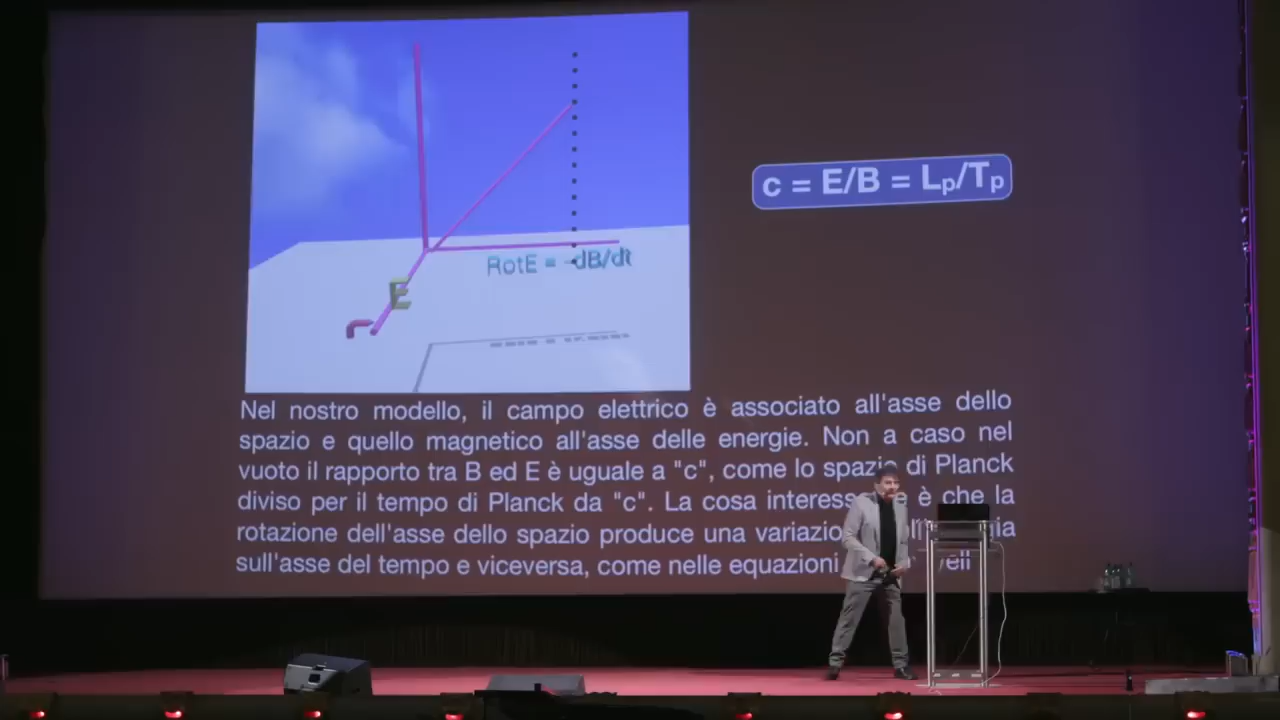 c = E/B = Lp/Tp
RotE = -dB/dt
E
r
Nel nostro modello, il campo elettrico è associato all'asse dello
spazio e quello magnetico all'asse delle energie. Non a caso nel
vuoto il rapporto tra B ed E è uguale a "c", come lo spazio di Planck
diviso per il tempo di Planck da "c". La cosa è che la
rotazione dell'asse dello spazio produce una
sull'asse del tempo e viceversa, come nelle equazioni